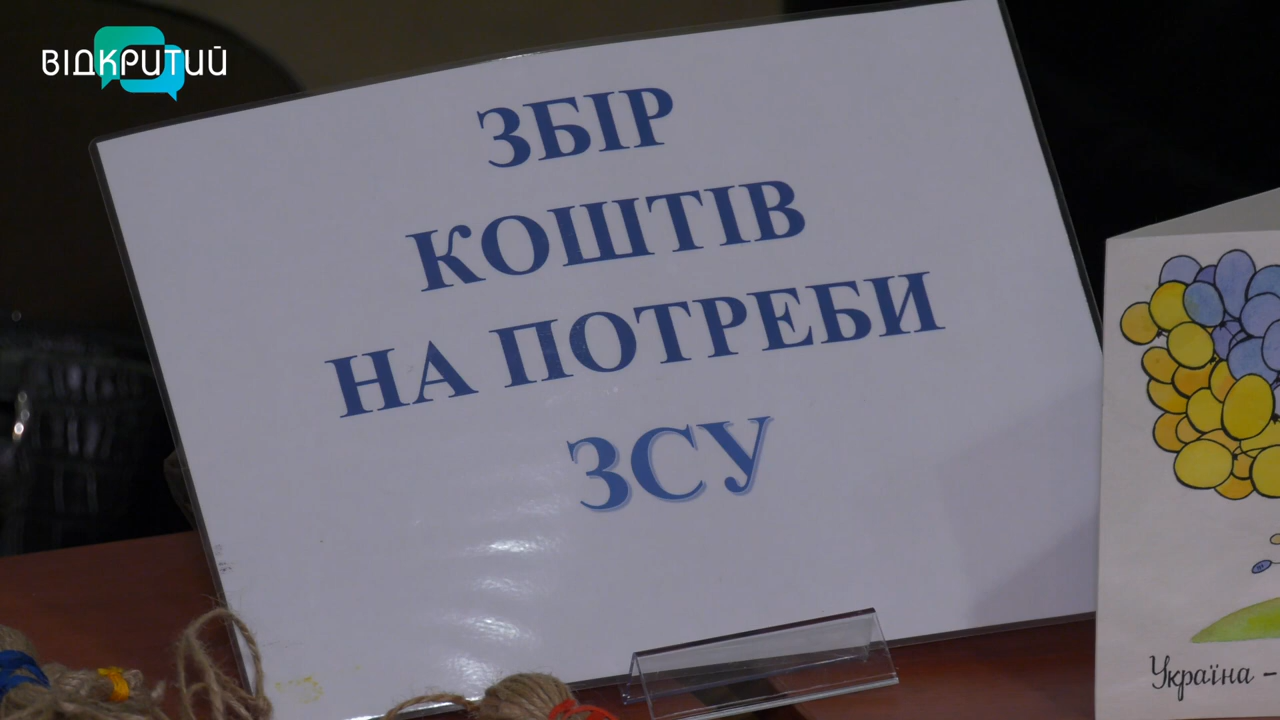 ВІДКРИТИЙ
ЗБІР
КОШТІВ
НА ПОТРЕБИ
ЗСУ
Україна –